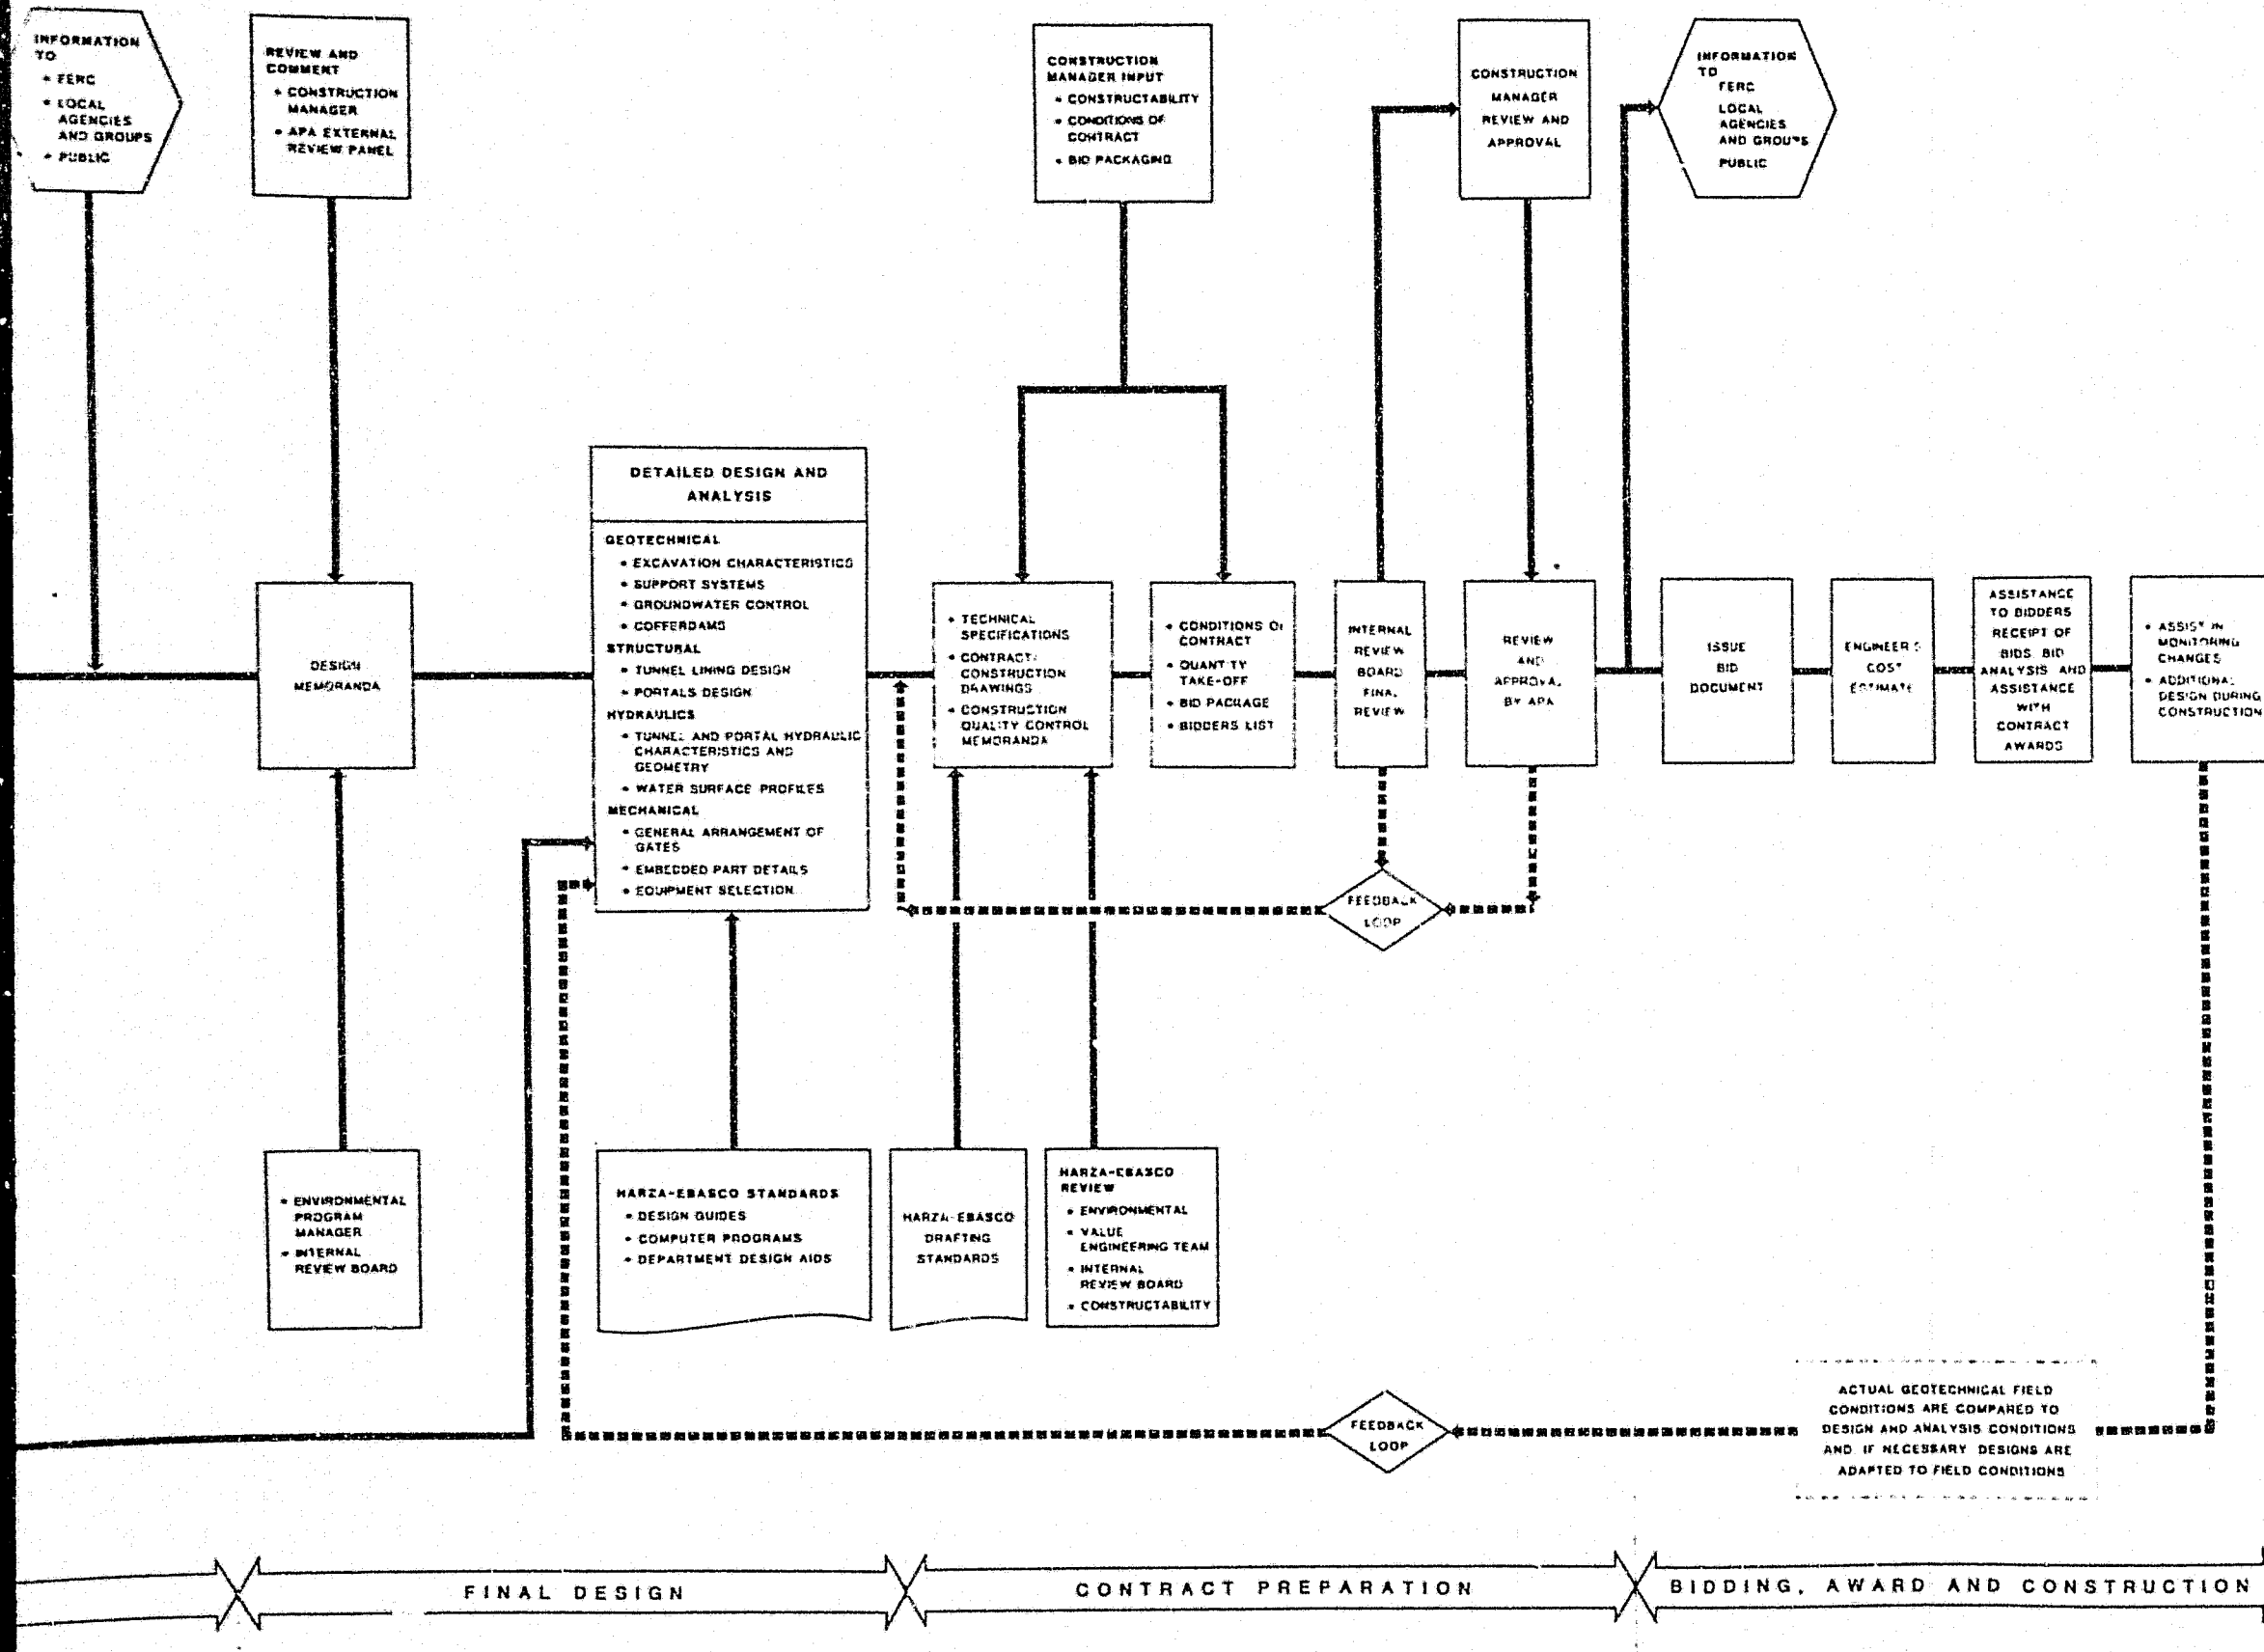 INFORMATION
TO
• FERC
• LOCAL
AGENCIES
AND GROUPS
• PUBLIC
REVIEW AND
COMMENT
• CONSTRUCTION
MANAGER
• APA EXTERNAL
REVIEW PANEL
CONSTRUCTION
MANAGER INPUT
• CONSTRUCTABILITY
• CONDITIONS OF
CONTRACT
• BID PACKAGING
CONSTRUCTION
MANAGER
REVIEW AND
APPROVAL
INFORMATION
TO
FERC
LOCAL
AGENCIES
AND GROUPS
PUBLIC
DESIGN
MEMORANDA
DETAILED DESIGN AND
ANALYSIS
GEOTECHNICAL
• EXCAVATION CHARACTERISTICS
• SUPPORT SYSTEMS
• GROUNDWATER CONTROL
• COFFERDAMS
STRUCTURAL
• TUNNEL LINING DESIGN
• PORTALS DESIGN
HYDRAULICS
• TUNNEL AND PORTAL HYDRAULIC
CHARACTERISTICS AND
GEOMETRY
• WATER SURFACE PROFILES
MECHANICAL
• GENERAL ARRANGEMENT OF
GATES
• EMBEDDED PART DETAILS
• EQUIPMENT SELECTION
• TECHNICAL
SPECIFICATIONS
• CONTRACT-
CONSTRUCTION
DRAWINGS
• CONSTRUCTION
QUALITY CONTROL
MEMORANDA
• CONDITIONS OF
CONTRACT
• QUANTITY
TAKE-OFF
• BID PACKAGE
• BIDDERS LIST
INTERNAL
REVIEW
BOARD
FINAL
REVIEW
REVIEW
AND
APPROVAL
BY APA
ISSUE
BID
DOCUMENT
ENGINEER'S
COST
ESTIMATE
ASSISTANCE
TO BIDDERS
RECEIPT OF
BIDS, BID
ANALYSIS AND
ASSISTANCE
WITH
CONTRACT
AWARDS
• ASSIST IN
MONITORING
CHANGES
• ADDITIONAL
DESIGN DURING
CONSTRUCTION
FEEDBACK
LOOP
• ENVIRONMENTAL
PROGRAM
MANAGER
• INTERNAL
REVIEW BOARD
HARZA-EBASCO STANDARDS
• DESIGN GUIDES
• COMPUTER PROGRAMS
• DEPARTMENT DESIGN AIDS
HARZA-EBASCO
DRAFTING
STANDARDS
HARZA-EBASCO
REVIEW
• ENVIRONMENTAL
• VALUE
ENGINEERING TEAM
• INTERNAL
REVIEW BOARD
• CONSTRUCTABILITY
FEEDBACK
LOOP
ACTUAL GEOTECHNICAL FIELD
CONDITIONS ARE COMPARED TO
DESIGN AND ANALYSIS CONDITIONS
AND IF NECESSARY DESIGNS ARE
ADAPTED TO FIELD CONDITIONS
FINAL DESIGN
CONTRACT PREPARATION
BIDDING, AWARD AND CONSTRUCTION